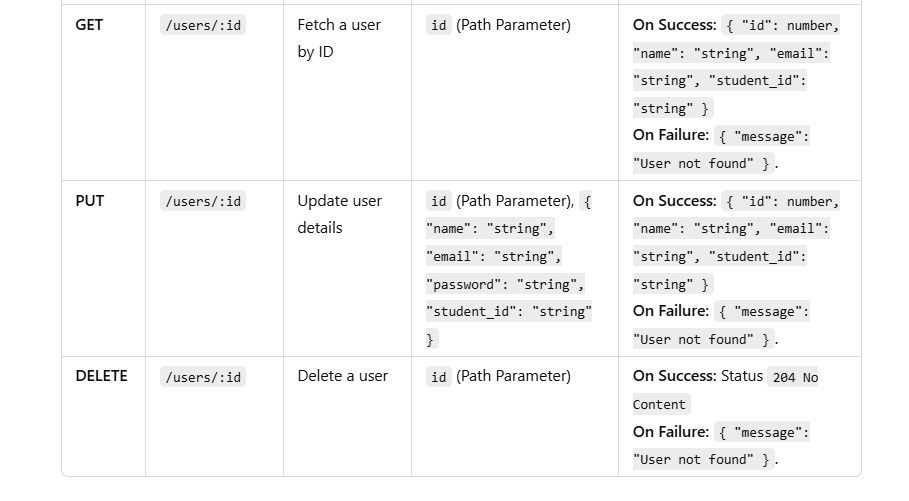 GET
/users/:id
Fetch a user
by ID
id (Path Parameter)
On Success: { "id": number,
"name": "string", "email":
"string", "student_id":
"string" }
On Failure: { "message":
"User not found" }.
PUT
/users/:id
Update user
details
id (Path Parameter), {
"name": "string",
"email": "string",
"password": "string",
"student_id": "string"
}
On Success: { "id": number,
"name": "string", "email":
"string", "student_id":
"string" }
On Failure: { "message":
"User not found" }.
DELETE
/users/:id
Delete a user
id (Path Parameter)
On Success: Status 204 No
Content
On Failure: { "message":
"User not found" }.